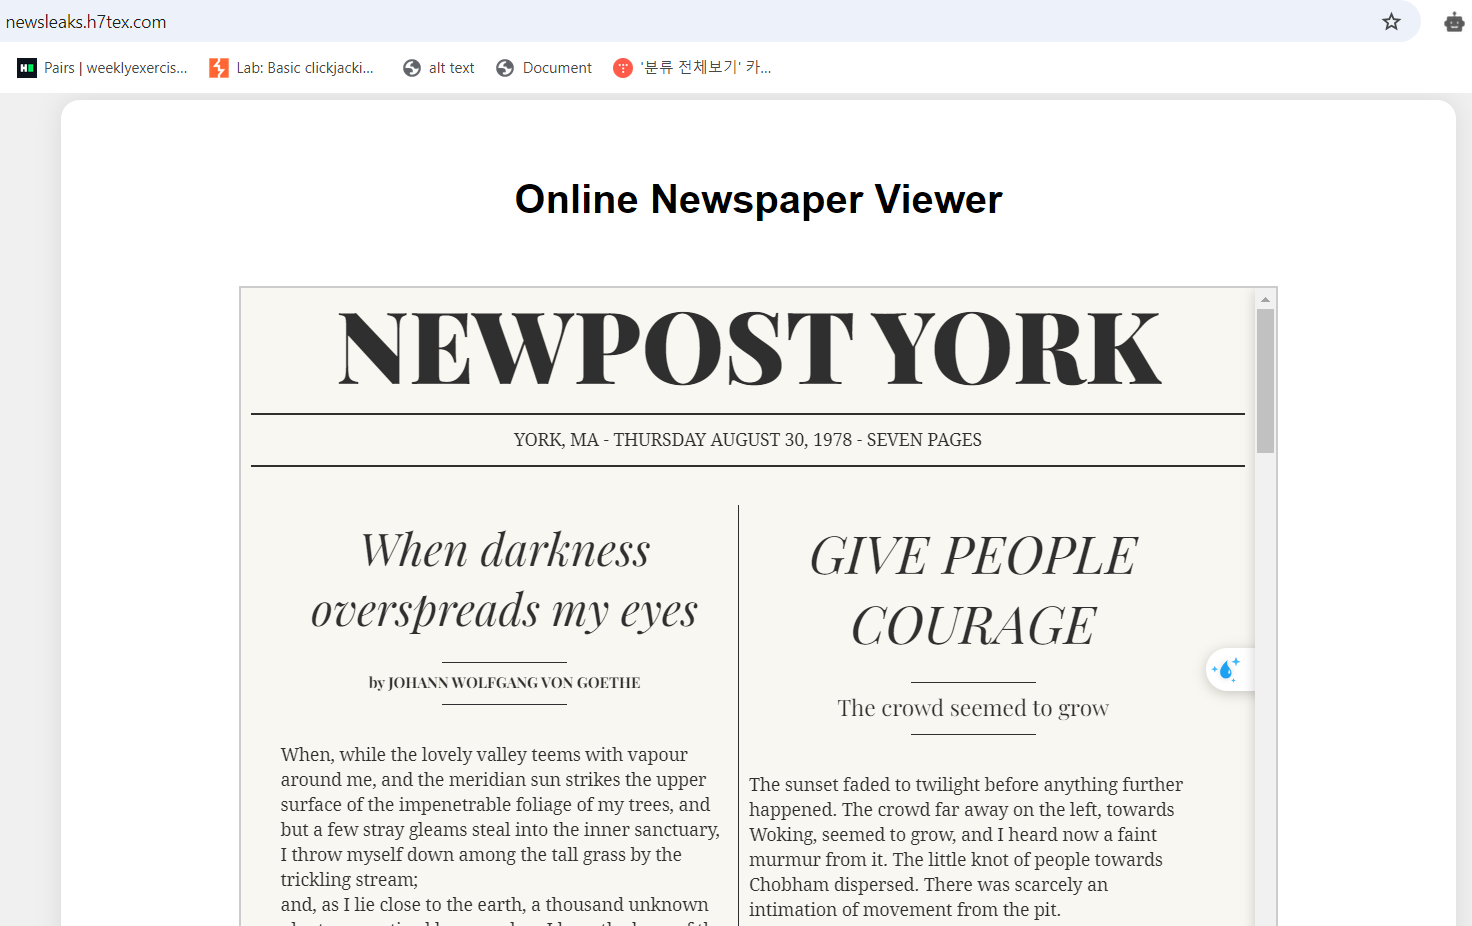 newsleaks.h7tex.com
Pairs | weeklyexercis...
Lab: Basic clickjacki...
alt text
Document
'분류 전체보기' 카...
Online Newspaper Viewer
NEWPOST YORK
YORK, MA - THURSDAY AUGUST 30, 1978 - SEVEN PAGES
When darkness
overspreads my eyes
by JOHANN WOLFGANG VON GOETHE
When, while the lovely valley teems with vapour
around me, and the meridian sun strikes the upper
surface of the impenetrable foliage of my trees, and
but a few stray gleams steal into the inner sanctuary,
I throw myself down among the tall grass by the
trickling stream;
and, as I lie close to the earth, a thousand unknown
GIVE PEOPLE
COURAGE
The crowd seemed to grow
The sunset faded to twilight before anything further
happened. The crowd far away on the left, towards
Woking, seemed to grow, and I heard now a faint
murmur from it. The little knot of people towards
Chobham dispersed. There was scarcely an
intimation of movement from the pit.